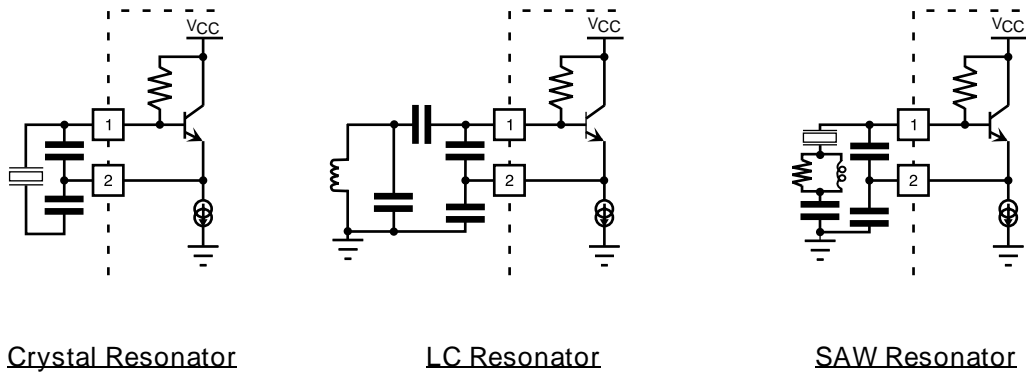 VCC
VCC
VCC
1
2
1
2
1
2
Crystal Resonator
LC Resonator
SAW Resonator